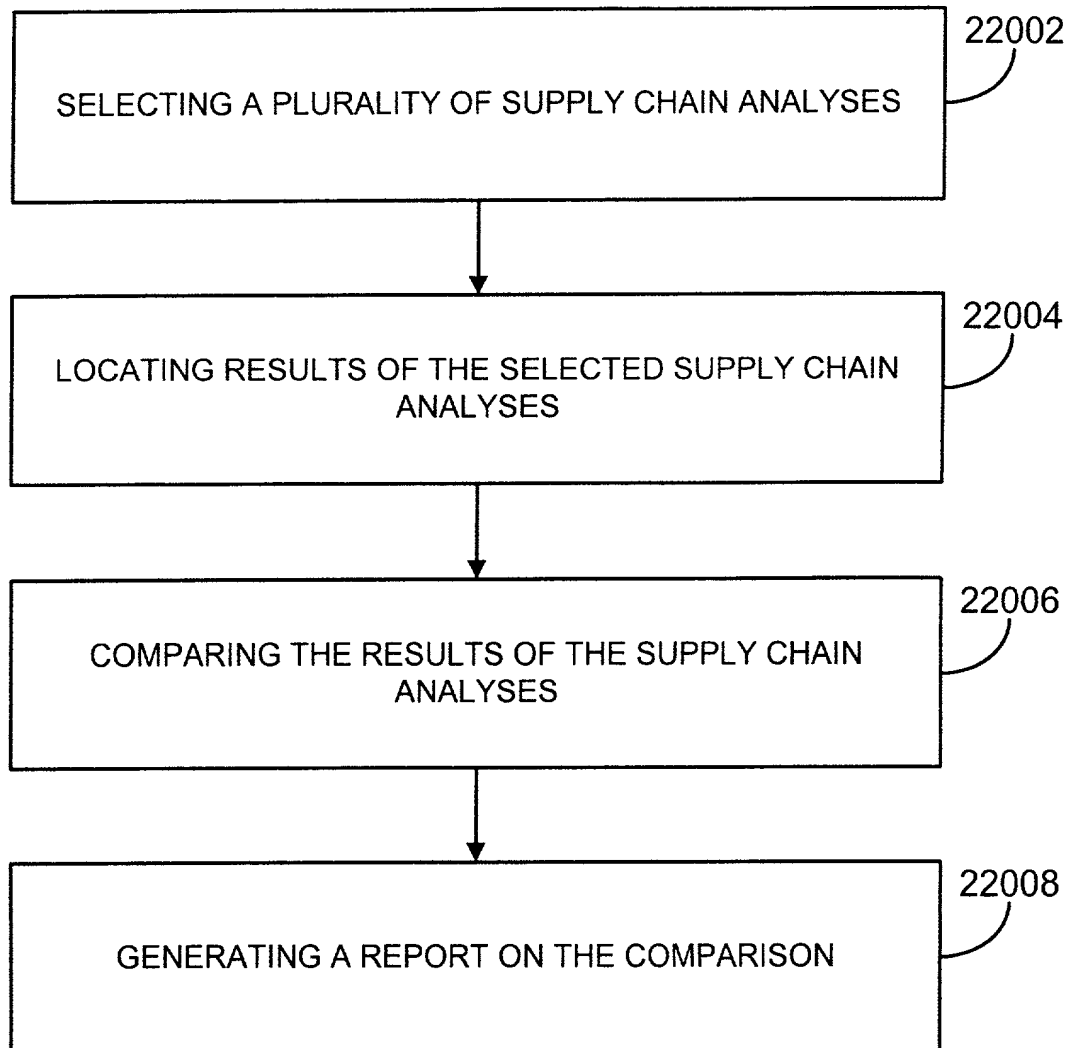 22002
SELECTING A PLURALITY OF SUPPLY CHAIN ANALYSES
22004
LOCATING RESULTS OF THE SELECTED SUPPLY CHAIN
ANALYSES
22006
COMPARING THE RESULTS OF THE SUPPLY CHAIN
ANALYSES
22008
GENERATING A REPORT ON THE COMPARISON